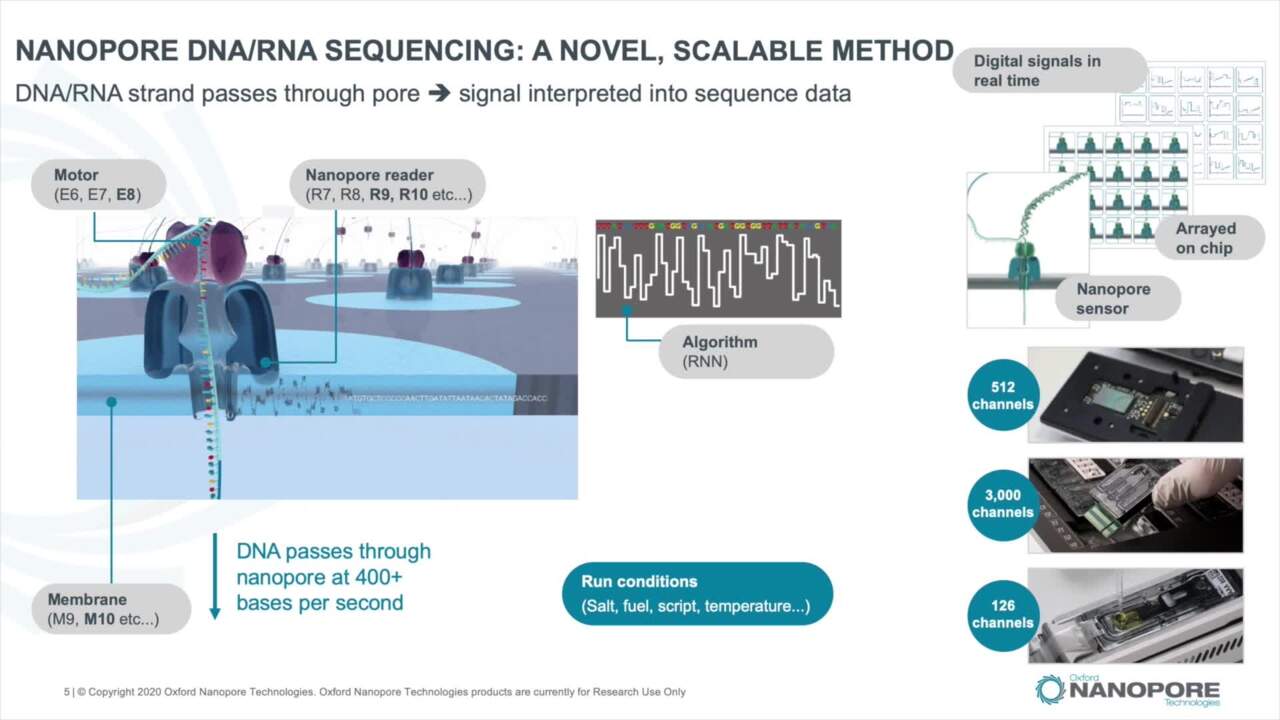 NANOPORE DNA/RNA SEQUENCING: A NOVEL, SCALABLE METHOD
DNA/RNA strand passes through pore ➔ signal interpreted into sequence data
Digital signals in
real time
Motor
(E6, E7, E8)
Nanopore reader
(R7, R8, R9, R10 etc...)
Arrayed
on chip
Nanopore
sensor
Algorithm
(RNN)
512
channels
3,000
channels
126
channels
DNA passes through
nanopore at 400+
bases per second
Membrane
(M9, M10 etc...)
Run conditions
(Salt, fuel, script, temperature...)
5 | © Copyright 2020 Oxford Nanopore Technologies. Oxford Nanopore Technologies products are currently for Research Use Only
Oxford
NANOPORE
Technologies